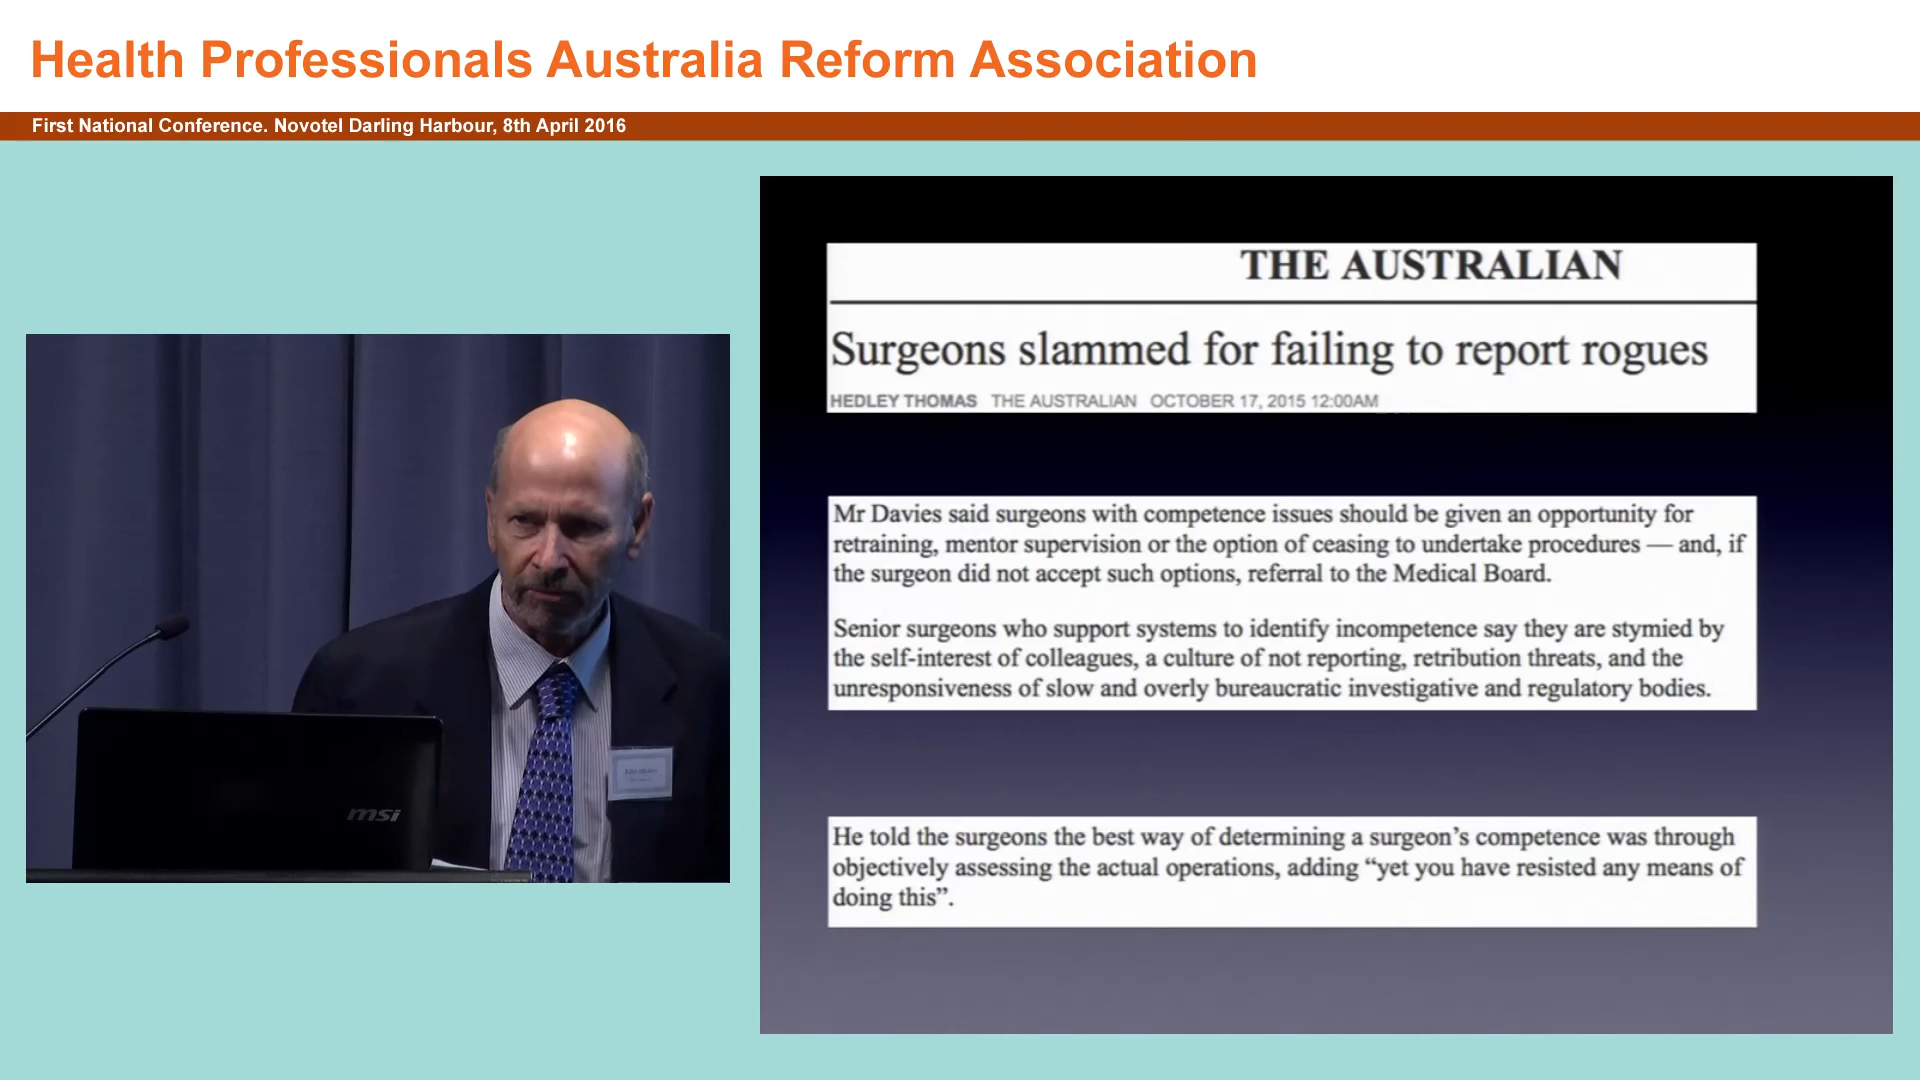 Health Professionals Australia Reform Association
First National Conference. Novotel Darling Harbour, 8th April 2016
THE AUSTRALIAN
Surgeons slammed for failing to report rogues
HEDLEY THOMAS THE AUSTRALIAN OCTOBER 17, 2015 12:00AM
Mr Davies said surgeons with competence issues should be given an opportunity for
retraining, mentor supervision or the option of ceasing to undertake procedures — and, if
the surgeon did not accept such options, referral to the Medical Board.
Senior surgeons who support systems to identify incompetence say they are stymied by
the self-interest of colleagues, a culture of not reporting, retribution threats, and the
unresponsiveness of slow and overly bureaucratic investigative and regulatory bodies.
He told the surgeons the best way of determining a surgeon’s competence was through
objectively assessing the actual operations, adding “yet you have resisted any means of
doing this”.
msi